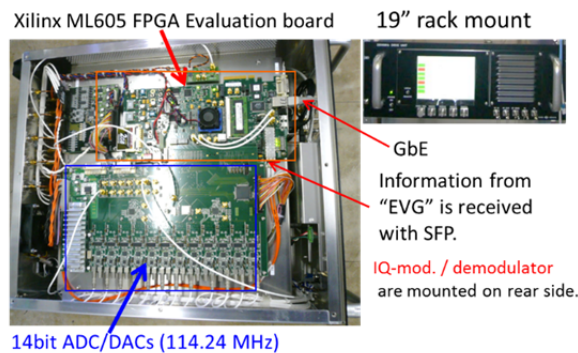 Xilinx ML605 FPGA Evaluation board
19” rack mount
GbE
Information from
“EVG” is received
with SFP.
IQ-mod. / demodulator
are mounted on rear side.
14bit ADC/DACs (114.24 MHz)